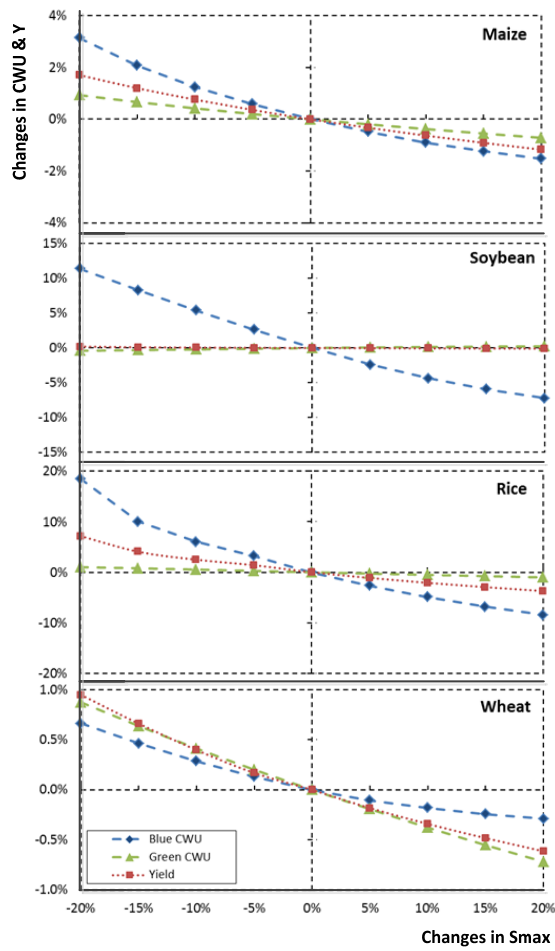 Changes in CWU & Y
4%
2%
0%
-2%
-4%
Maize
15%
10%
5%
0%
-5%
-10%
-15%
Soybean
20%
10%
0%
-10%
-20%
Rice
1.0%
0.5%
0.0%
-0.5%
-1.0%
Wheat
Blue CWU
Green CWU
Yield
-20% -15% -10% -5% 0% 5% 10% 15% 20%
Changes in Smax